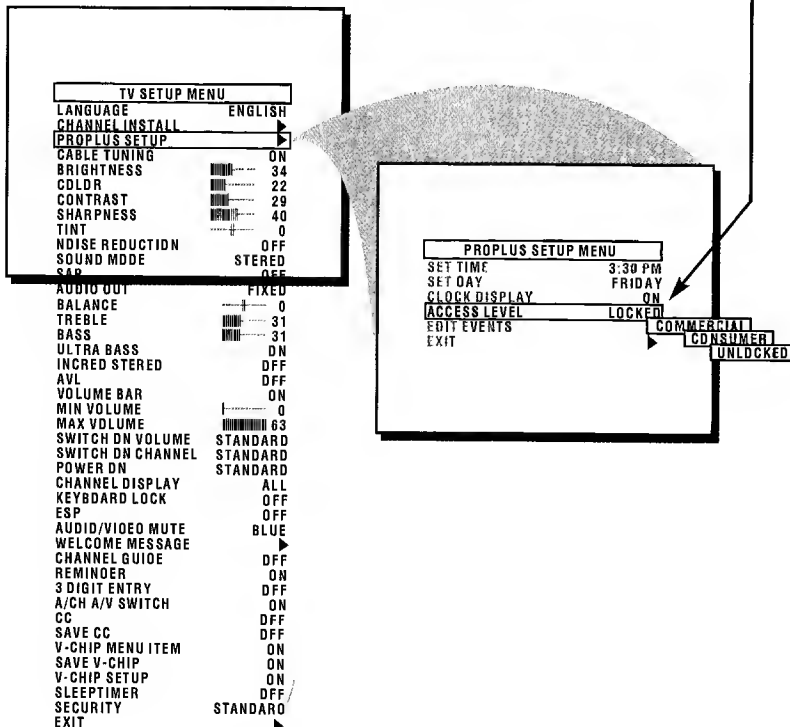 TV SETUP MENU
LANGUAGE ENGLISH
CHANNEL INSTALL
PROPLUS SETUP
CABLE TUNING ON
BRIGHTNESS 34
CDLDR 22
CONTRAST 29
SHARPNESS 40
TINT 0
NDISE REDUCTIDN OFF
SOUND MDDE STERED
AUDIO OUT FIXED
BALANCE 0
TREBLE 31
BASS 31
ULTRA BASS DN
INCRED STERED DFF
AVL DFF
VOLUME BAR ON
MIN VOLUME 0
MAX VDLUME 63
SWITCH DN VOLUME STANDARD
SWITCH DN CHANNEL STANDARD
POWER DN STANDARD
CHANNEL DISPLAY ALL
KEYBDARD LOCK OFF
ESP OFF
AUDID/VIOEO MUTE BLUE
WELCOME MESSAGE
CHANNEL GUIOE DFF
REMINOER ON
3 DIGIT ENTRY DFF
A/CH A/V SWITCH ON
CC DFF
SAVE CC DFF
V-CHIP MENU ITEM ON
SAVE V-CHIP ON
V-CHIP SETUP ON
SLEEPTIMER DFF
SECURITY STANDARO
EXIT
PROPLUS SETUP MENU
SET TIME 3:30 PM
SET OAY FRIDAY
CLOCK DISPLAY ON
ACCESS LEVEL LOCKED
EDIT EVENTS COMMERCIAL
EXIT CDNSUMER
UNLDCKED